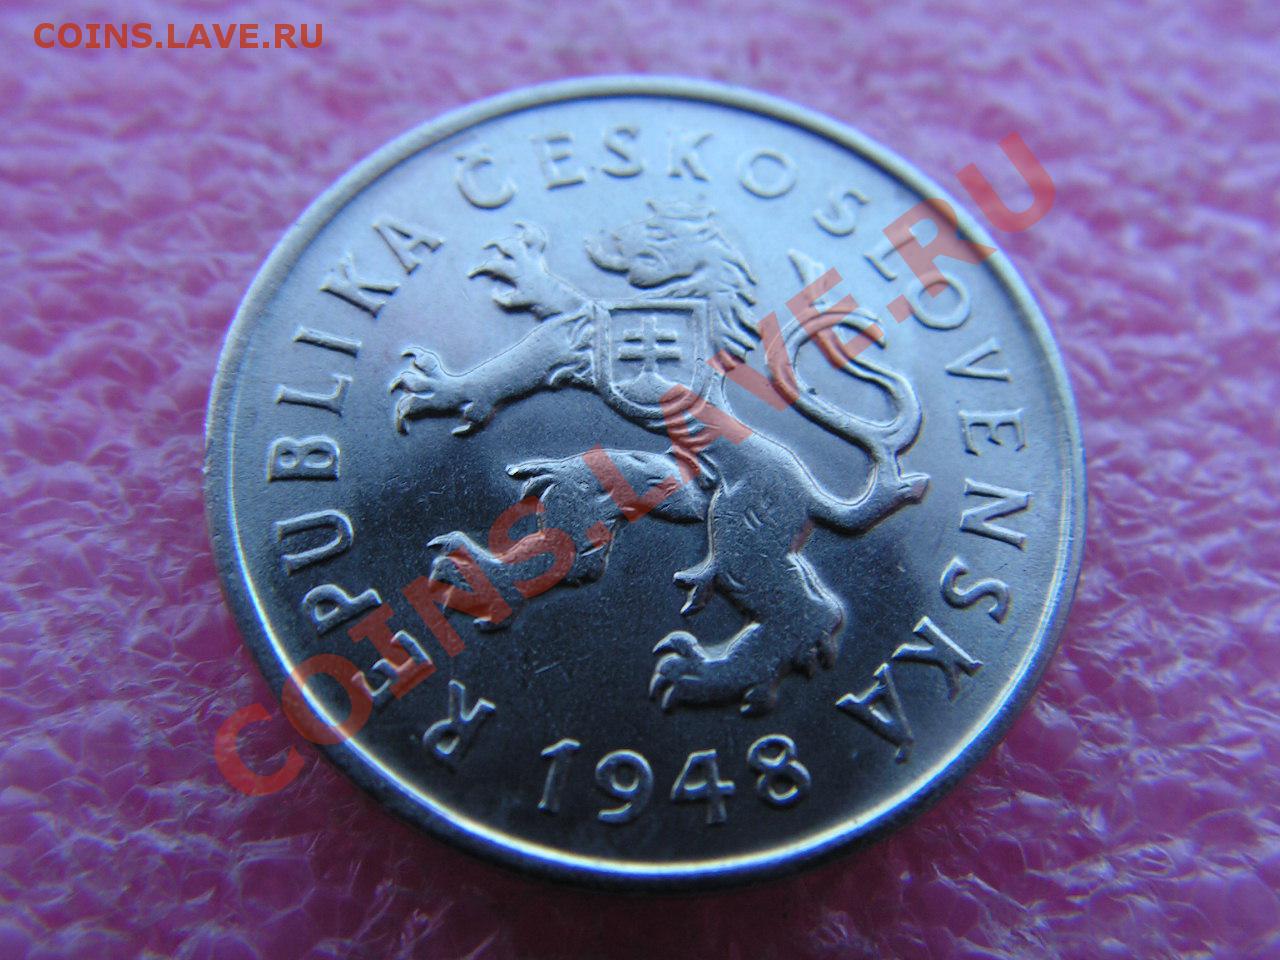 COINS.LAVE.RU
REPUBLIKA ČESKOSLOVENSKÁ
1948
COINS.LAVE.RU